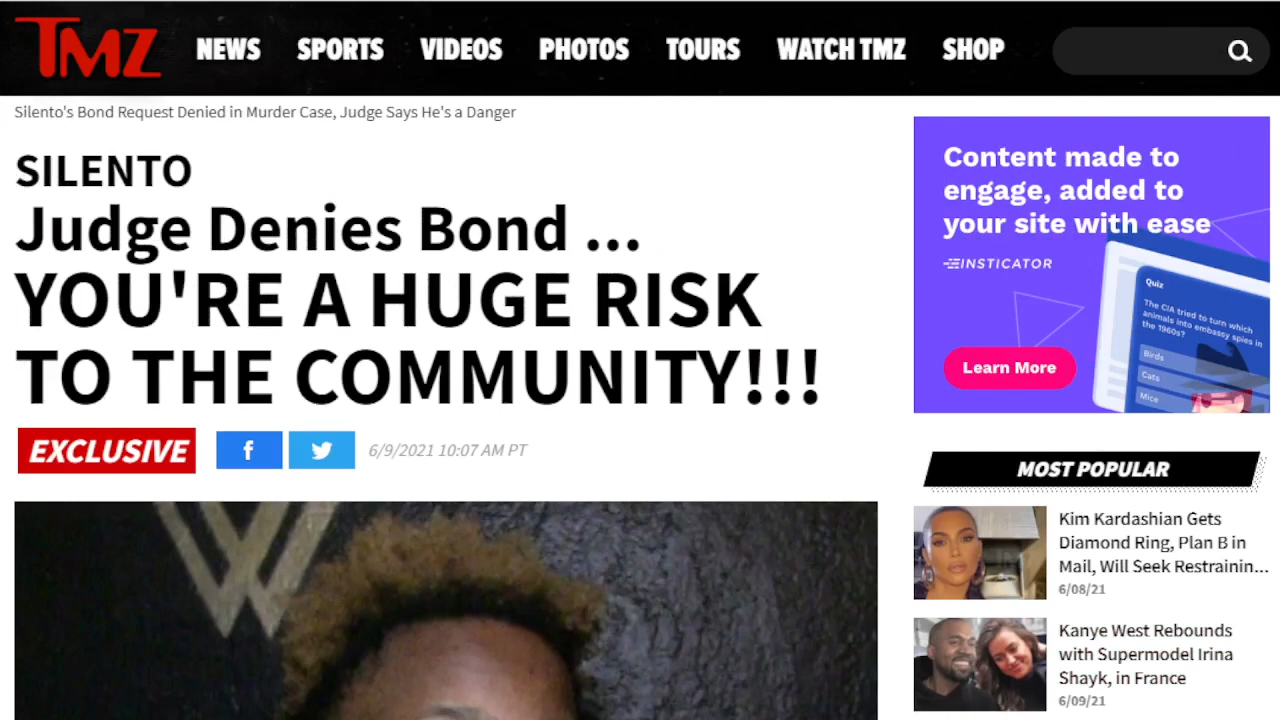 TMZ
NEWS SPORTS VIDEOS PHOTOS TOURS WATCH TMZ SHOP
Silento's Bond Request Denied in Murder Case, Judge Says He's a Danger
SILENTO
Judge Denies Bond ...
YOU'RE A HUGE RISK
TO THE COMMUNITY!!!
EXCLUSIVE
f
6/9/2021 10:07 AM PT
Content made to
engage, added to
your site with ease
INSTICATOR
Quiz
The CIA tried to turn which
animals into embassy spies in
the 1960s?
Birds
Cats
Mice
Learn More
MOST POPULAR
Kim Kardashian Gets
Diamond Ring, Plan B in
Mail, Will Seek Restrainin...
6/08/21
Kanye West Rebounds
with Supermodel Irina
Shayk, in France
6/09/21